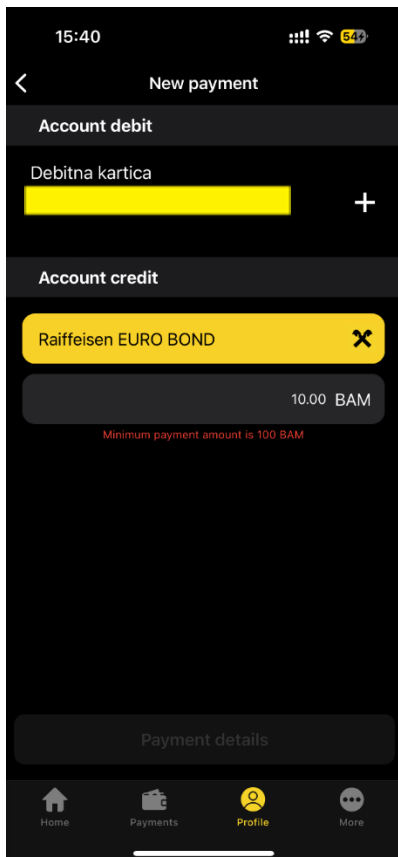 15:40
54
New payment
Account debit
Debitna kartica
Account credit
Raiffeisen EURO BOND
10.00 BAM
Minimum payment amount is 100 BAM
Payment details
Home Payments Profile More